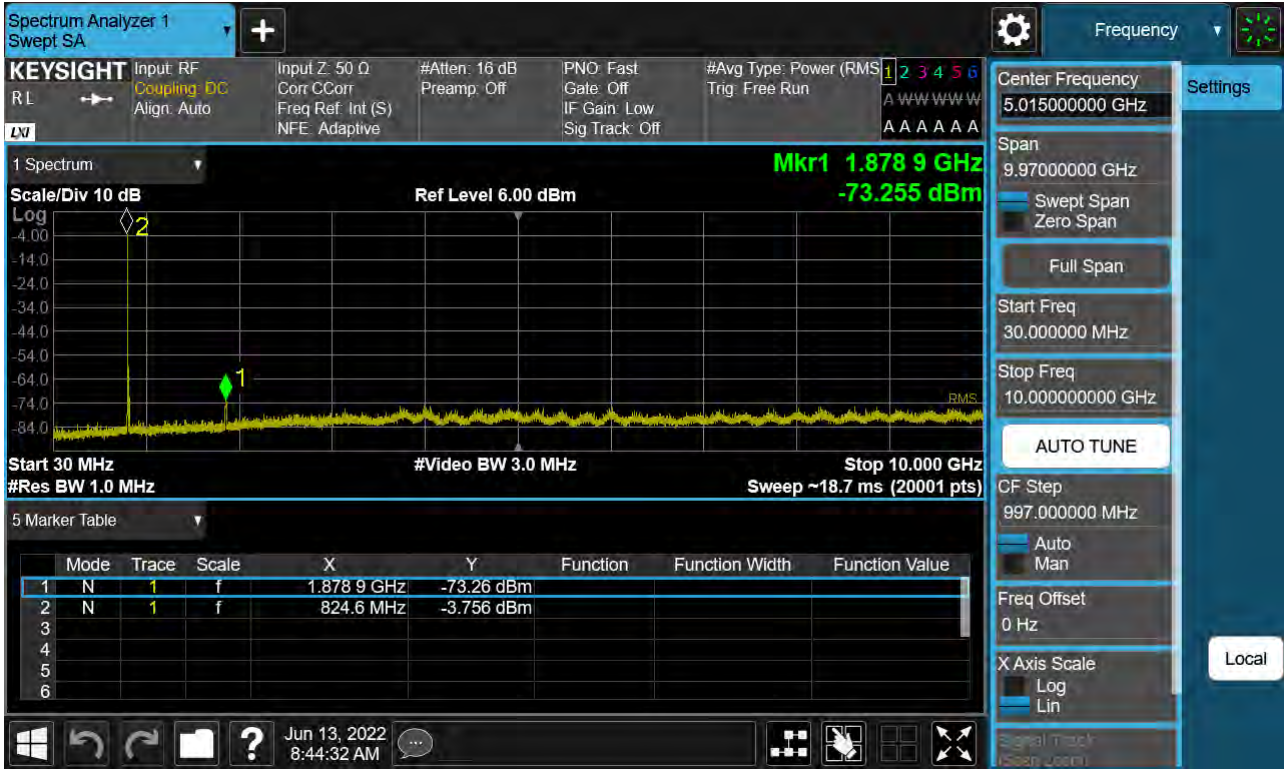 Spectrum Analyzer 1
Swept SA
Frequency
KEYSIGHT
RL
LXI
Input: RF
Coupling: DC
Align: Auto
Input Z: 50 Ω
Corr CCorr
Freq Ref: Int (S)
NFE: Adaptive
#Atten: 16 dB
Preamp: Off
PNO: Fast
Gate: Off
IF Gain: Low
Sig Track: Off
#Avg Type: Power (RMS
Trig: Free Run
1 2 3 4 5 6
A W W W W W
A A A A A A
1 Spectrum
Mkr1 1.878 9 GHz
-73.255 dBm
Scale/Div 10 dB
Ref Level 6.00 dBm
Log
-4.00
-14.0
-24.0
-34.0
-44.0
-54.0
-64.0
-74.0
-84.0
2
1
RMS
Start 30 MHz
#Video BW 3.0 MHz
Stop 10.000 GHz
#Res BW 1.0 MHz
Sweep ~18.7 ms (20001 pts)
5 Marker Table
Mode Trace Scale X Y Function Function Width Function Value
1 N 1 f 1.878 9 GHz -73.26 dBm
2 N 1 f 824.6 MHz -3.756 dBm
3
4
5
6
Jun 13, 2022
8:44:32 AM
Center Frequency
5.015000000 GHz
Settings
Span
9.97000000 GHz
Swept Span
Zero Span
Full Span
Start Freq
30.000000 MHz
Stop Freq
10.000000000 GHz
AUTO TUNE
CF Step
997.000000 MHz
Auto
Man
Freq Offset
0 Hz
X Axis Scale
Log
Lin
Local
Signal Track
(Span Zoom)